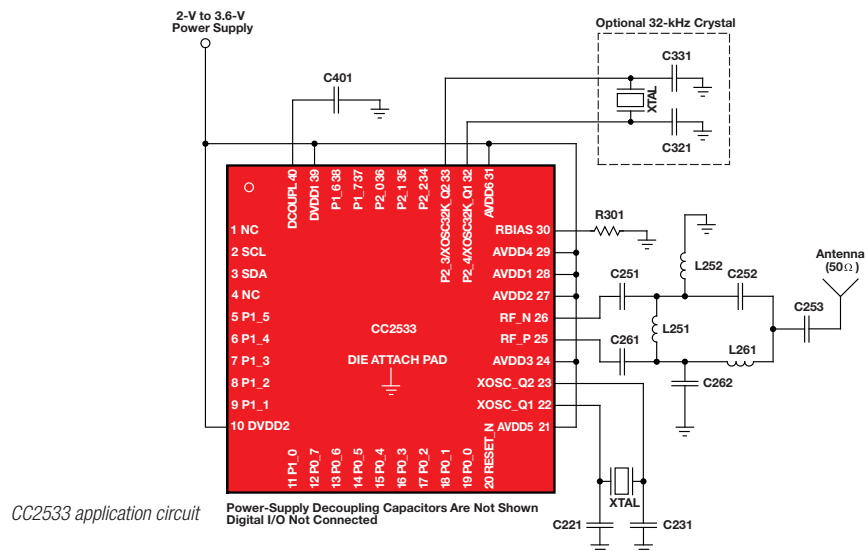 2-V to 3.6-V
Power Supply
Optional 32-kHz Crystal
C401
C331
XTAL
C321
DCOUPL 40
DVDD1 39
P1_6 38
P1_7 37
P2_0 36
P2_1 35
P2_2 34
P2_3/XOSC32K_Q2 33
P2_4/XOSC32K_Q1 32
AVDD6 31
1 NC
2 SCL
3 SDA
4 NC
5 P1_5
6 P1_4
7 P1_3
8 P1_2
9 P1_1
10 DVDD2
CC2533
DIE ATTACH PAD
RBIAS 30
AVDD4 29
AVDD1 28
AVDD2 27
RF_N 26
RF_P 25
AVDD3 24
XOSC_Q2 23
XOSC_Q1 22
AVDD5 21
11 P1_0
12 P0_7
13 P0_6
14 P0_5
15 P0_4
16 P0_3
17 P0_2
18 P0_1
19 P0_0
20 RESET_N
R301
C251
L252
C252
Antenna
(50Ω)
C253
L251
C261
L261
C262
XTAL
C221
C231
CC2533 application circuit
Power-Supply Decoupling Capacitors Are Not Shown
Digital I/O Not Connected